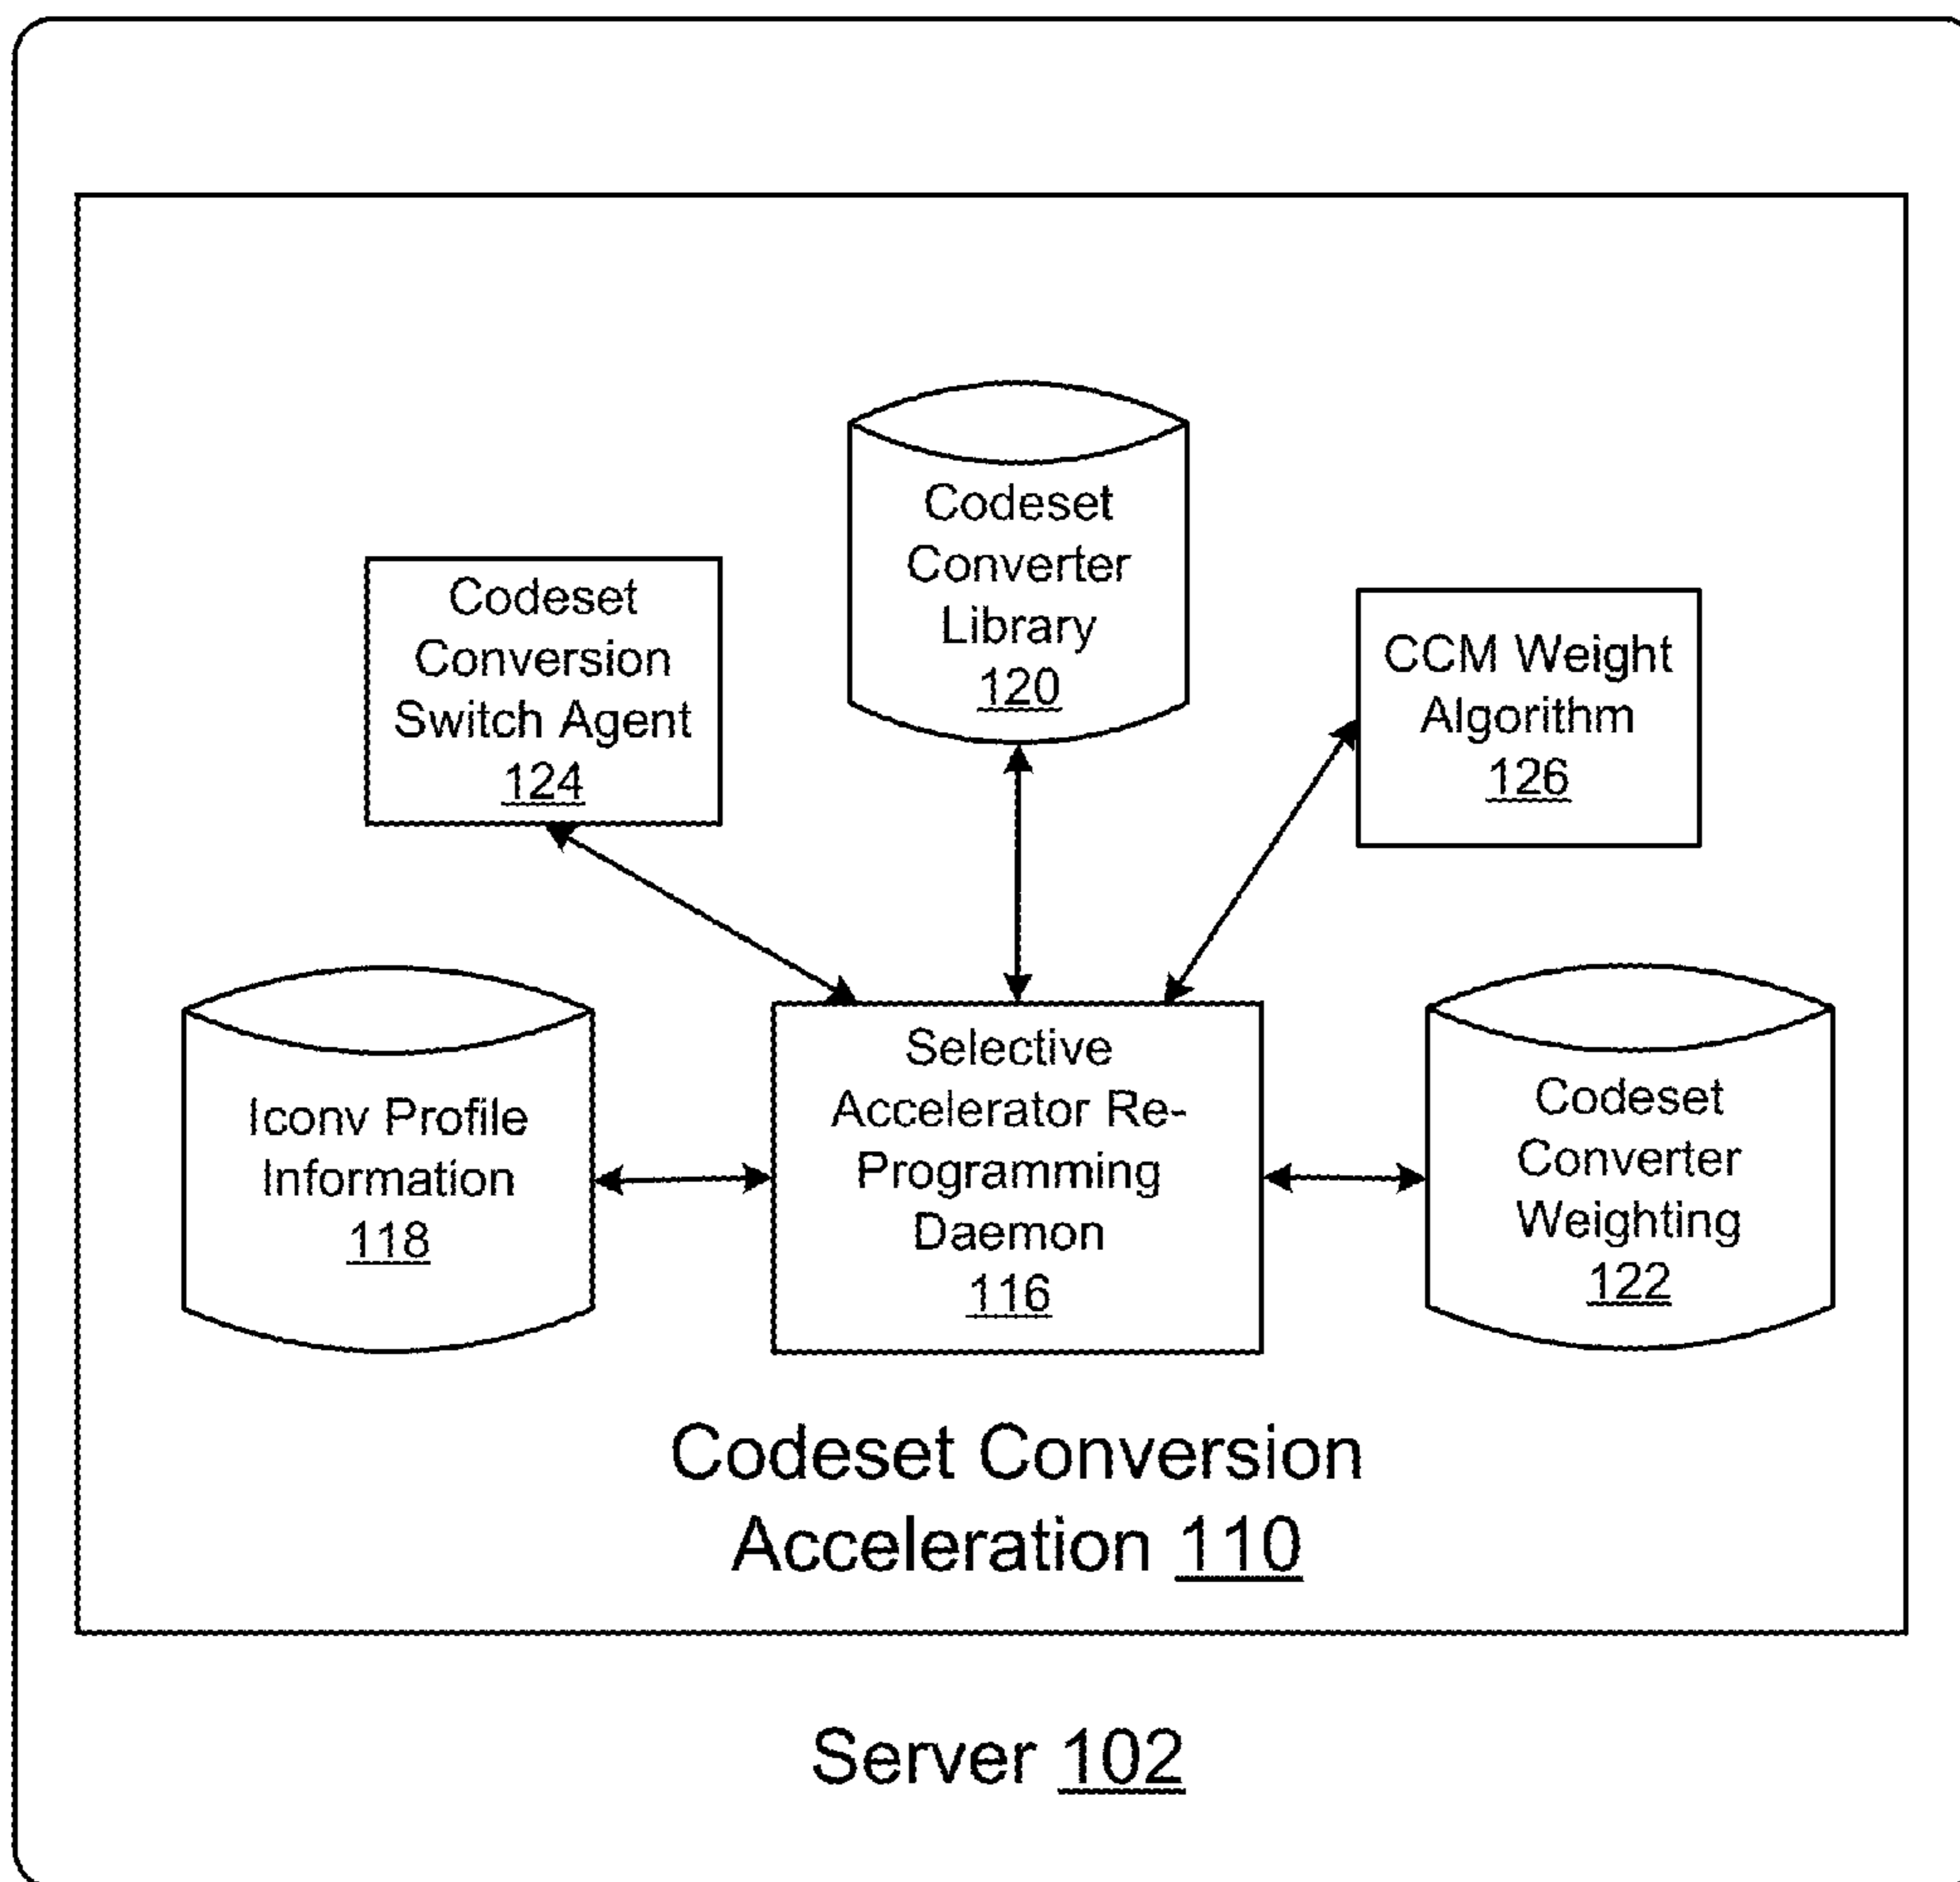 Codeset
Converter
Library
120
Codeset
Conversion
Switch Agent
124
CCM Weight
Algorithm
126
Iconv Profile
Information
118
Selective
Accelerator Re-
Programming
Daemon
116
Codeset
Converter
Weighting
122
Codeset Conversion
Acceleration 110
Server 102